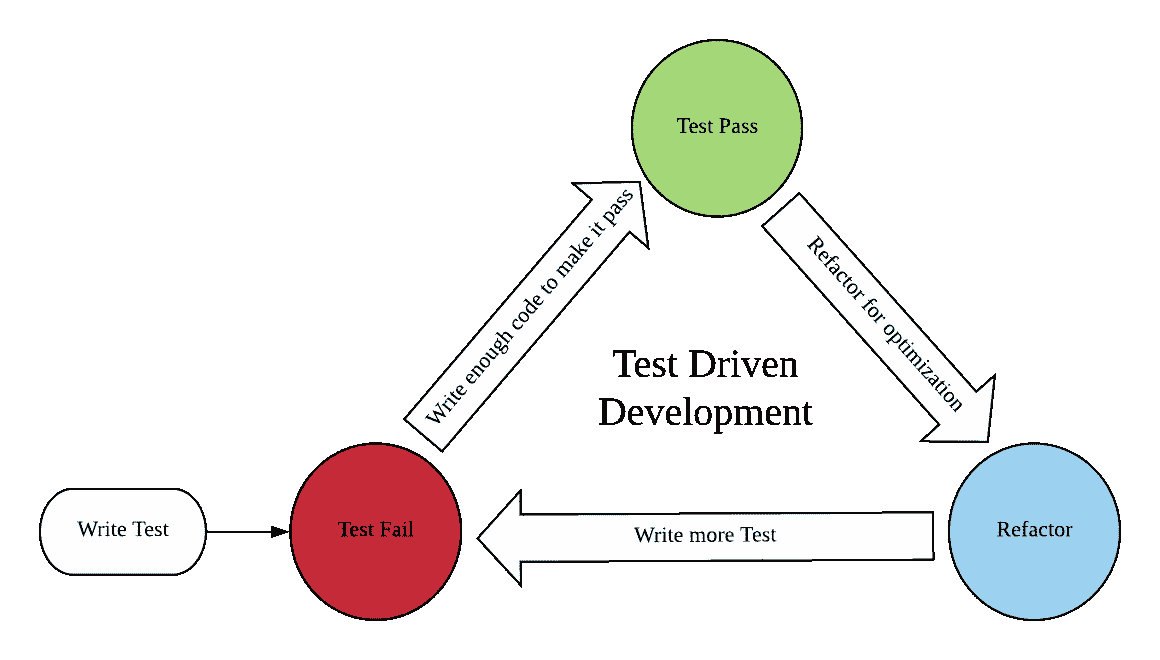 Test Pass
Write enough code to make it pass
Refactor for optimization
Test Driven
Development
Write Test
Test Fail
Write more Test
Refactor